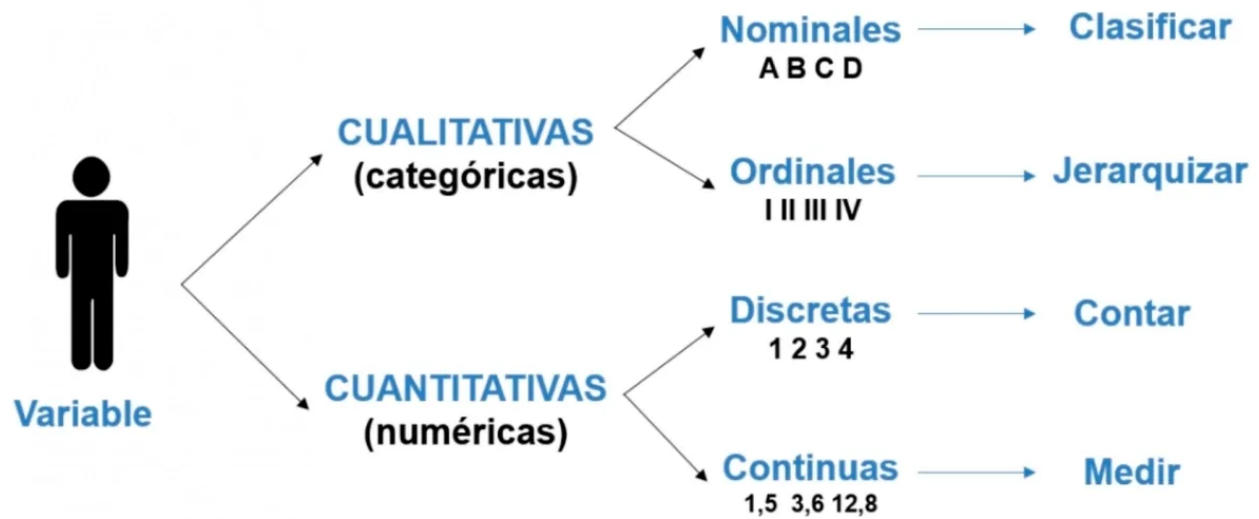 Variable
CUALITATIVAS
(categóricas)
Nominales
A B C D
Clasificar
Ordinales
I II III IV
Jerarquizar
CUANTITATIVAS
(numéricas)
Discretas
1 2 3 4
Contar
Continuas
1,5 3,6 12,8
Medir